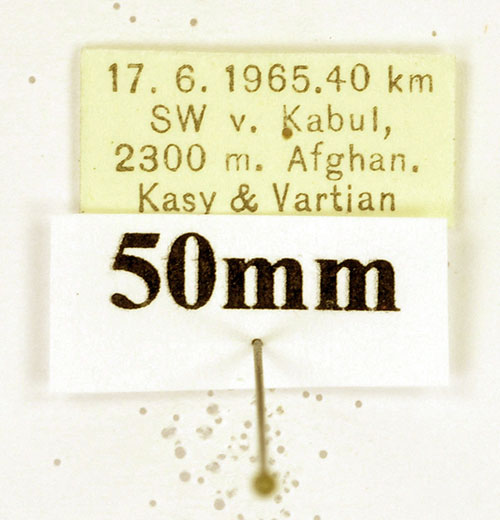 17. 6. 1965.40 km
SW v. Kabul,
2300 m. Afghan.
Kasy & Vartian
50mm